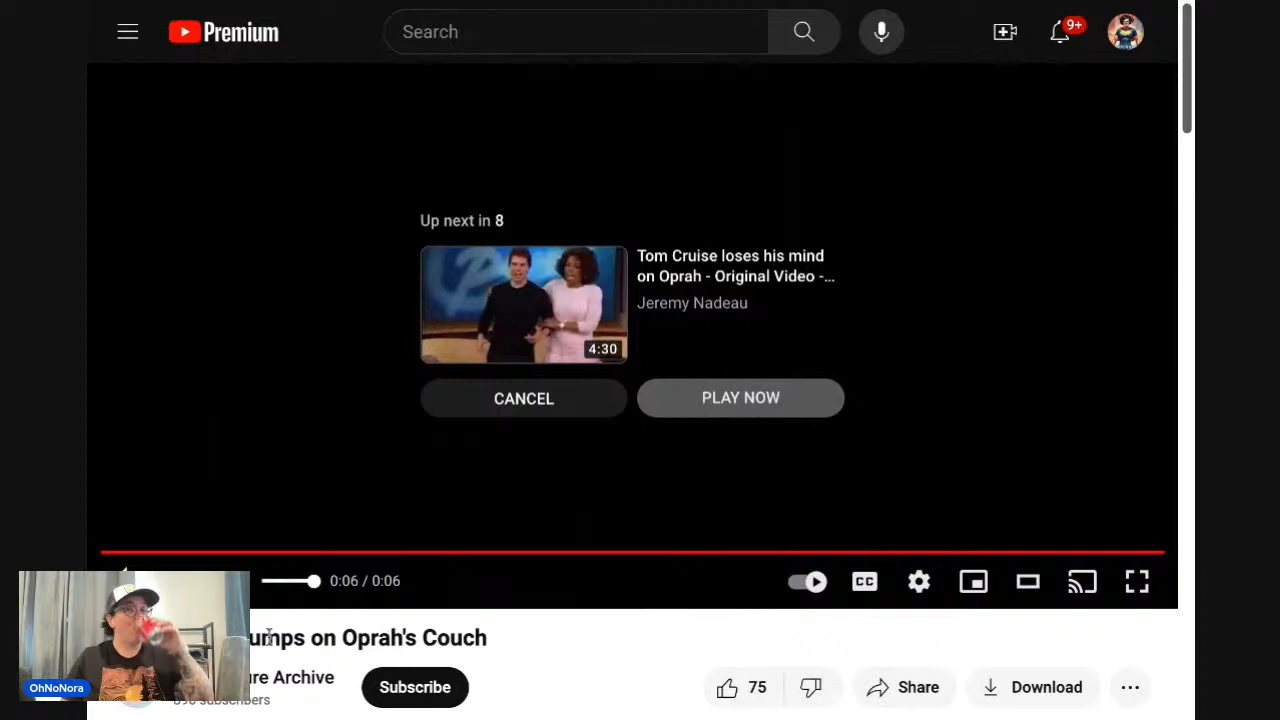 Premium
Search
9+
Up next in 8
Tom Cruise loses his mind
on Oprah - Original Video -...
Jeremy Nadeau
4:30
CANCEL
PLAY NOW
0:06 / 0:06
CC
umps on Oprah's Couch
OhNoNora
ure Archive
subscribers
Subscribe
75
Share
Download